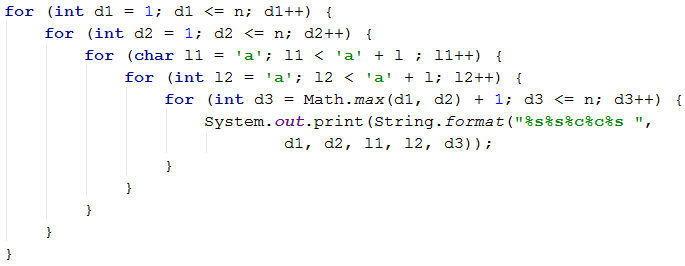 for (int d1 = 1; d1 <= n; d1++) {
    for (int d2 = 1; d2 <= n; d2++) {
        for (char l1 = 'a'; l1 < 'a' + l ; l1++) {
            for (int l2 = 'a'; l2 < 'a' + l; l2++) {
                for (int d3 = Math.max(d1, d2) + 1; d3 <= n; d3++) {
                    System.out.print(String.format("%s%s%c%c%s ",
                            d1, d2, l1, l2, d3));
                }
            }
        }
    }
}